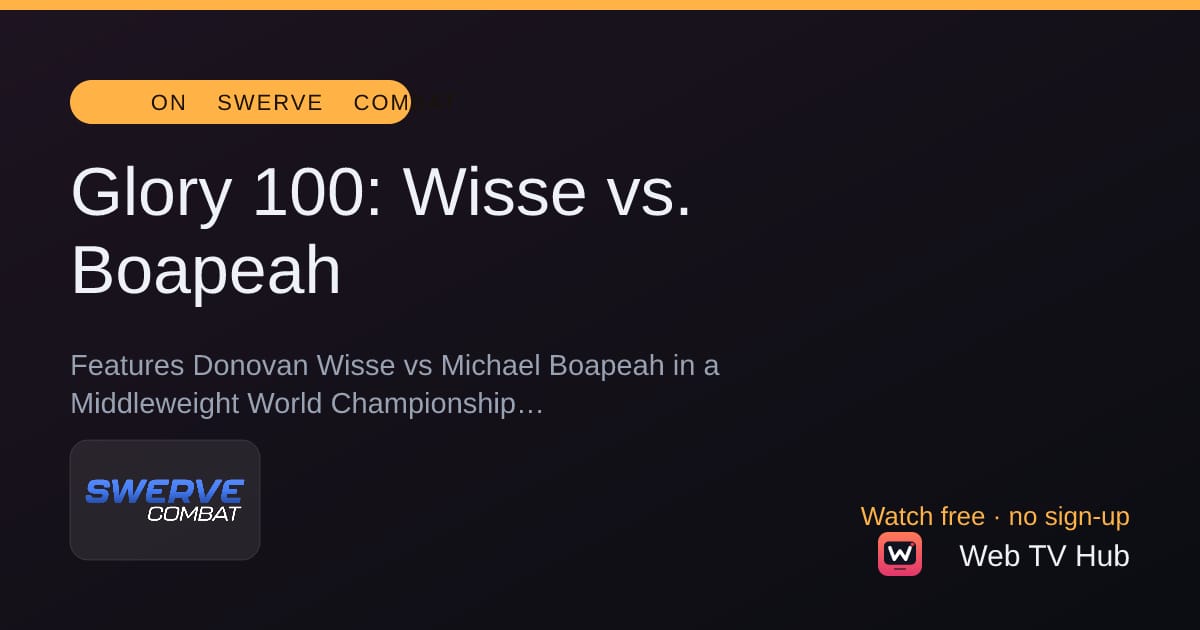 ON SWERVE COMBAT
Glory 100: Wisse vs.
Boapeah
Features Donovan Wisse vs Michael Boapeah in a
Middleweight World Championship…
SWERVE
COMBAT
Watch free · no sign-up
W
Web TV Hub